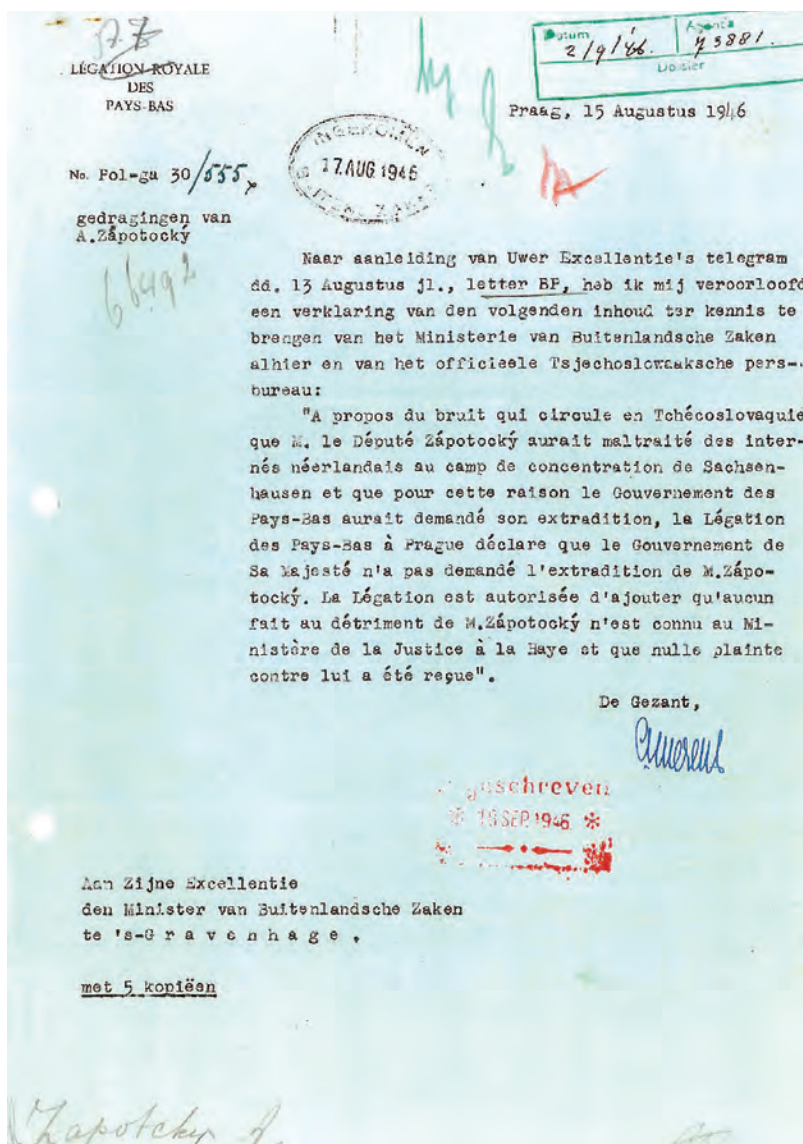 LÉGATION ROYALE
DES
PAYS-BAS
Datum
2/9/'46.
Agenda
73881.
Dossier
Praag, 15 Augustus 1946
INGEKOMEN
17.AUG 1946
BUITENL. ZAKEN
No. Pol-ga 30/555
gedragingen van
A.Zápotocký
66492
Naar aanleiding van Uwer Excellentie's telegram
dd. 13 Augustus jl., letter BP, heb ik mij veroorloofd
een verklaring van den volgenden inhoud ter kennis te
brengen van het Ministerie van Buitenlandsche Zaken
alhier en van het officieele Tsjechoslowaaksche pers-
bureau:
"A propos du bruit qui circule en Tchécoslovaquie
que M. le Député Zápotocký aurait maltraité des inter-
nés néerlandais au camp de concentration de Sachsen-
hausen et que pour cette raison le Gouvernement des
Pays-Bas aurait demandé son extradition, la Légation
des Pays-Bas à Prague déclare que le Gouvernement de
Sa Majesté n'a pas demandé l'extradition de M.Zápo-
tocký. La Légation est autorisée d'ajouter qu'aucun
fait au détriment de M.Zápotocký n'est connu au Mi-
nistère de la Justice à la Haye et que nulle plainte
contre lui a été reçue".
De Gezant,
geschreven
SEP. 1946
Aan Zijne Excellentie
den Minister van Buitenlandsche Zaken
te 's-G r a v e n h a g e .
met 5 kopiëen
Zapotcky A.